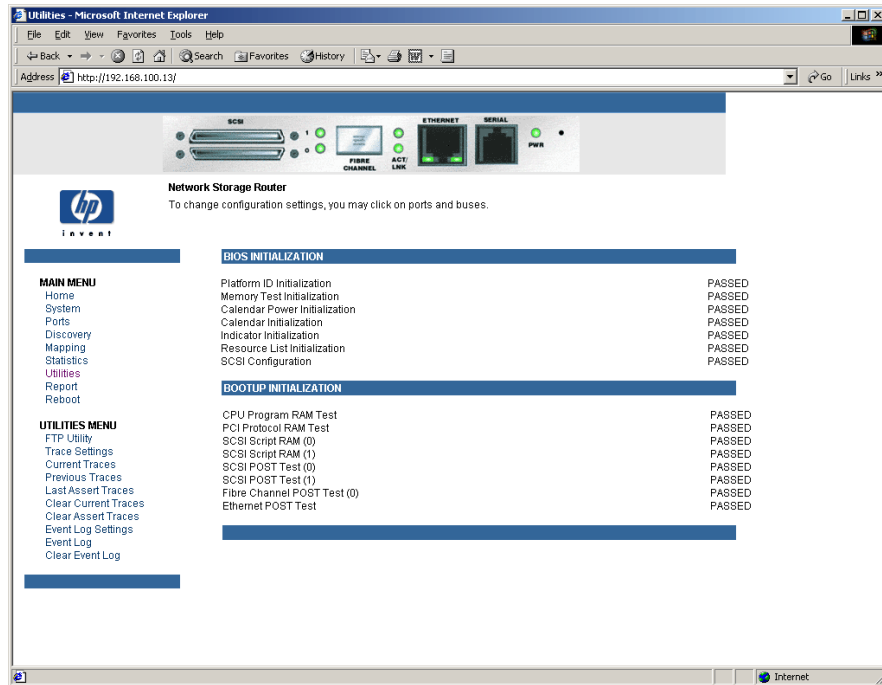 Utilities - Microsoft Internet Explorer
File Edit View Favorites Tools Help
Back Search Favorites History
Address http://192.168.100.13/ Go Links »
SCSI ETHERNET SERIAL
1
0
FIBRE CHANNEL ACT/ LNK PWR
Network Storage Router
To change configuration settings, you may click on ports and buses.
hp
invent
BIOS INITIALIZATION
MAIN MENU
Home
System
Ports
Discovery
Mapping
Statistics
Utilities
Report
Reboot
UTILITIES MENU
FTP Utility
Trace Settings
Current Traces
Previous Traces
Last Assert Traces
Clear Current Traces
Clear Assert Traces
Event Log Settings
Event Log
Clear Event Log
Platform ID Initialization PASSED
Memory Test Initialization PASSED
Calendar Power Initialization PASSED
Calendar Initialization PASSED
Indicator Initialization PASSED
Resource List Initialization PASSED
SCSI Configuration PASSED
BOOTUP INITIALIZATION
CPU Program RAM Test PASSED
PCI Protocol RAM Test PASSED
SCSI Script RAM (0) PASSED
SCSI Script RAM (1) PASSED
SCSI POST Test (0) PASSED
SCSI POST Test (1) PASSED
Fibre Channel POST Test (0) PASSED
Ethernet POST Test PASSED
Internet